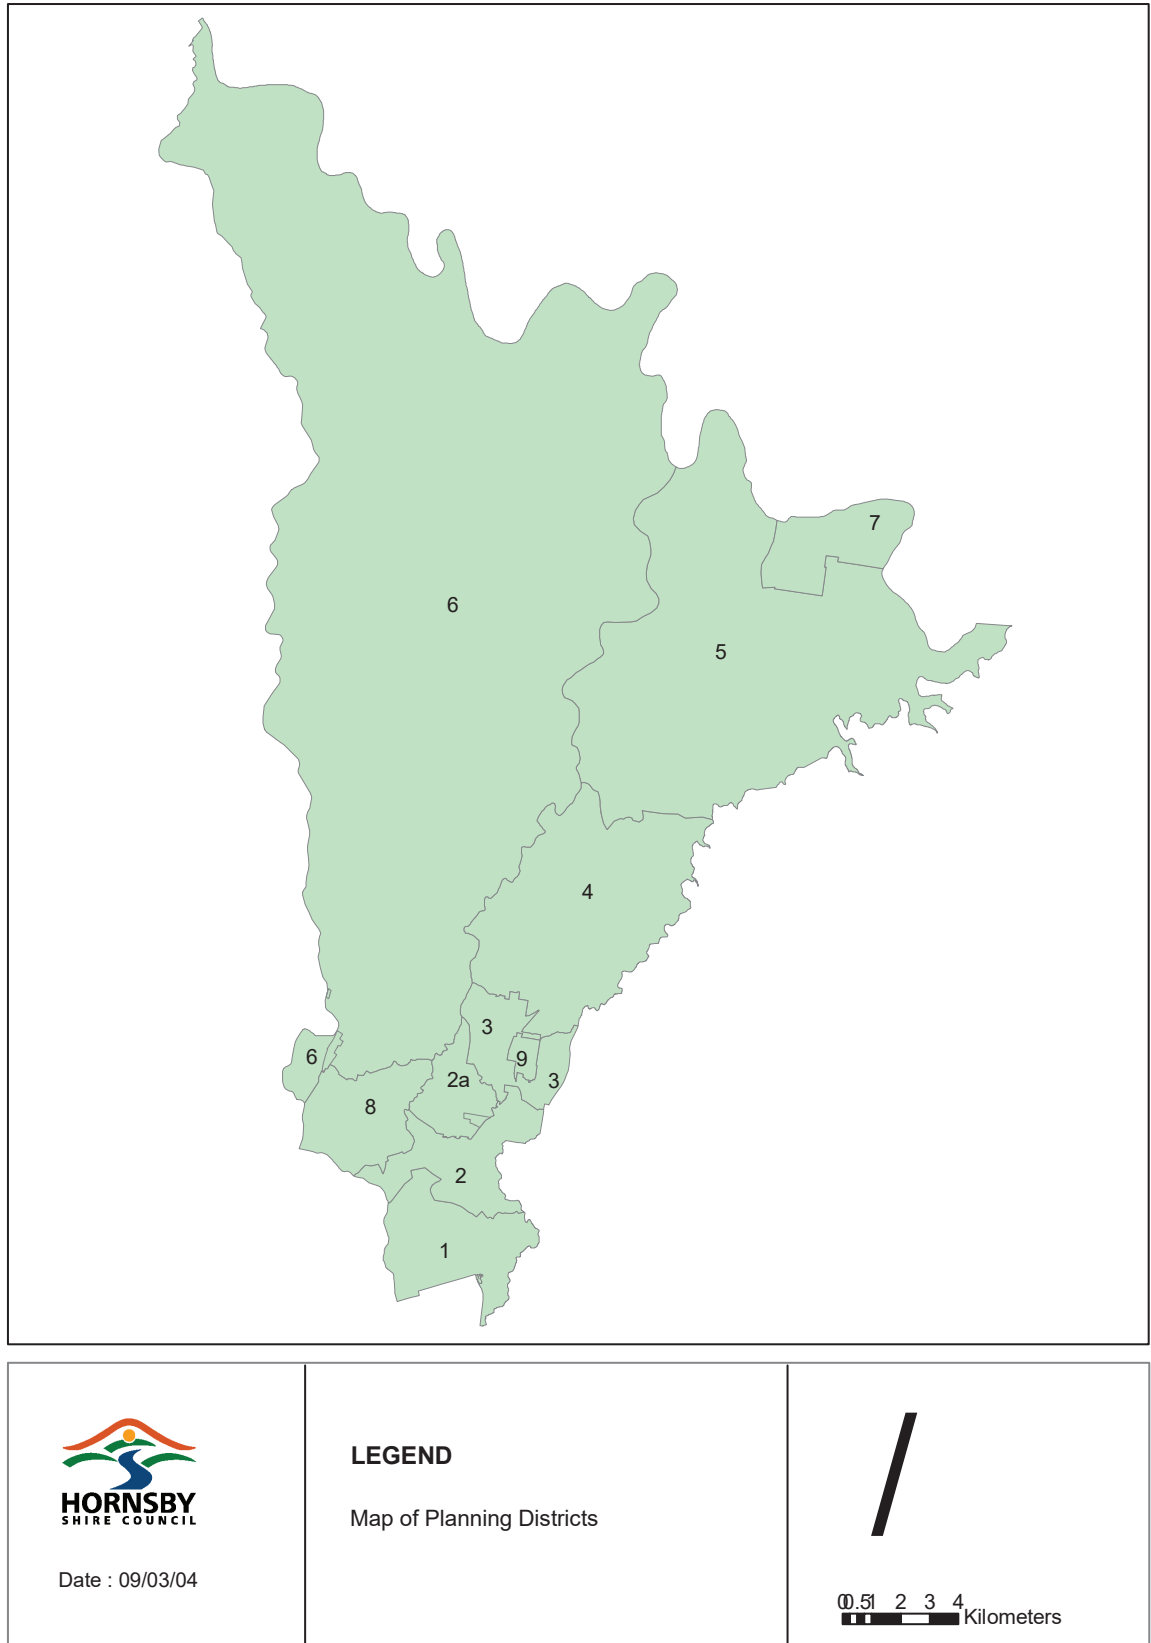 7
6
5
4
3
6
9
2a
3
8
2
1
HORNSBY
SHIRE COUNCIL
Date : 09/03/04
LEGEND
Map of Planning Districts
0 0.5 1 2 3 4
Kilometers